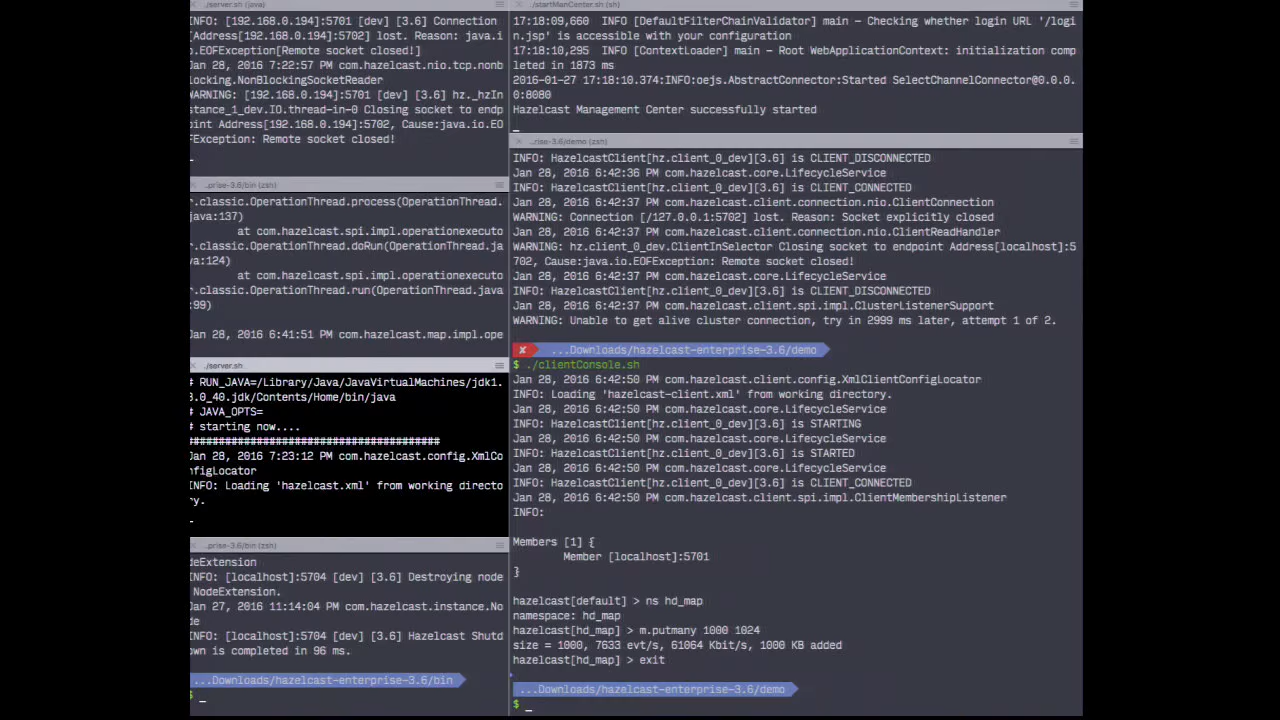 ./server.sh (java)
INFO: [192.168.0.194]:5701 [dev] [3.6] Connection
[Address[192.168.0.194]:5702] lost. Reason: java.i
o.EOFException[Remote socket closed!]
Jan 28, 2016 7:22:57 PM com.hazelcast.nio.tcp.nonb
locking.NonBlockingSocketReader
WARNING: [192.168.0.194]:5701 [dev] [3.6] hz._hzIn
stance_1_dev.IO.thread-in-0 Closing socket to endp
oint Address[192.168.0.194]:5702, Cause:java.io.EO
FException: Remote socket closed!
..prise-3.6/bin (zsh)
r.classic.OperationThread.process(OperationThread.
java:137)
at com.hazelcast.spi.impl.operationexecuto
r.classic.OperationThread.doRun(OperationThread.ja
va:124)
at com.hazelcast.spi.impl.operationexecuto
r.classic.OperationThread.run(OperationThread.java
:99)
Jan 28, 2016 6:41:51 PM com.hazelcast.map.impl.ope
./server.sh
# RUN_JAVA=/Library/Java/JavaVirtualMachines/jdk1.
8.0_40.jdk/Contents/Home/bin/java
# JAVA_OPTS=
# starting now....
########################################
Jan 28, 2016 7:23:12 PM com.hazelcast.config.XmlCo
nfigLocator
INFO: Loading 'hazelcast.xml' from working directo
ry.
..prise-3.6/bin (zsh)
deExtension
INFO: [localhost]:5704 [dev] [3.6] Destroying node
NodeExtension.
Jan 27, 2016 11:14:04 PM com.hazelcast.instance.No
de
INFO: [localhost]:5704 [dev] [3.6] Hazelcast Shutd
own is completed in 96 ms.
...Downloads/hazelcast-enterprise-3.6/bin
$ _
./startManCenter.sh (sh)
17:18:09,660  INFO [DefaultFilterChainValidator] main - Checking whether login URL '/logi
n.jsp' is accessible with your configuration
17:18:10,295  INFO [ContextLoader] main - Root WebApplicationContext: initialization comp
leted in 1873 ms
2016-01-27 17:18:10.374:INFO:oejs.AbstractConnector:Started SelectChannelConnector@0.0.0.
0:8080
Hazelcast Management Center successfully started
..rise-3.6/demo (zsh)
INFO: HazelcastClient[hz.client_0_dev][3.6] is CLIENT_DISCONNECTED
Jan 28, 2016 6:42:36 PM com.hazelcast.core.LifecycleService
INFO: HazelcastClient[hz.client_0_dev][3.6] is CLIENT_CONNECTED
Jan 28, 2016 6:42:37 PM com.hazelcast.client.connection.nio.ClientConnection
WARNING: Connection [/127.0.0.1:5702] lost. Reason: Socket explicitly closed
Jan 28, 2016 6:42:37 PM com.hazelcast.client.connection.nio.ClientReadHandler
WARNING: hz.client_0_dev.ClientInSelector Closing socket to endpoint Address[localhost]:5
702, Cause:java.io.EOFException: Remote socket closed!
Jan 28, 2016 6:42:37 PM com.hazelcast.core.LifecycleService
INFO: HazelcastClient[hz.client_0_dev][3.6] is CLIENT_DISCONNECTED
Jan 28, 2016 6:42:37 PM com.hazelcast.client.spi.impl.ClusterListenerSupport
WARNING: Unable to get alive cluster connection, try in 2999 ms later, attempt 1 of 2.
✘ ...Downloads/hazelcast-enterprise-3.6/demo
$ ./clientConsole.sh
Jan 28, 2016 6:42:50 PM com.hazelcast.client.config.XmlClientConfigLocator
INFO: Loading 'hazelcast-client.xml' from working directory.
Jan 28, 2016 6:42:50 PM com.hazelcast.core.LifecycleService
INFO: HazelcastClient[hz.client_0_dev][3.6] is STARTING
Jan 28, 2016 6:42:50 PM com.hazelcast.core.LifecycleService
INFO: HazelcastClient[hz.client_0_dev][3.6] is STARTED
Jan 28, 2016 6:42:50 PM com.hazelcast.core.LifecycleService
INFO: HazelcastClient[hz.client_0_dev][3.6] is CLIENT_CONNECTED
Jan 28, 2016 6:42:50 PM com.hazelcast.client.spi.impl.ClientMembershipListener
INFO:
Members [1] {
Member [localhost]:5701
}
hazelcast[default] > ns hd_map
namespace: hd_map
hazelcast[hd_map] > m.putmany 1000 1024
size = 1000, 7633 evt/s, 61064 Kbit/s, 1000 KB added
hazelcast[hd_map] > exit
...Downloads/hazelcast-enterprise-3.6/demo
$ _